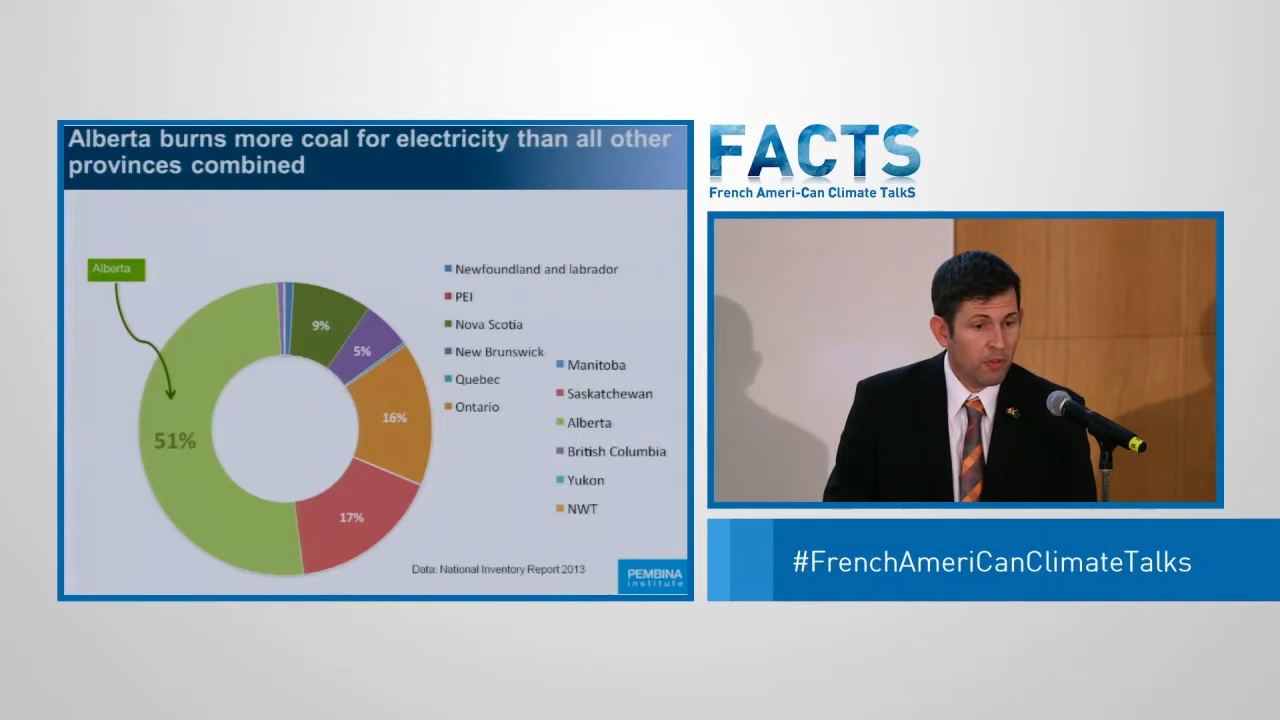 Alberta burns more coal for electricity than all other
provinces combined
Alberta
51%
9%
5%
16%
17%
Newfoundland and labrador
PEI
Nova Scotia
New Brunswick
Quebec
Ontario
Manitoba
Saskatchewan
Alberta
British Columbia
Yukon
NWT
Data: National Inventory Report 2013
PEMBINA
institute
FACTS
French Ameri-Can Climate TalkS
#FrenchAmeriCanClimateTalks